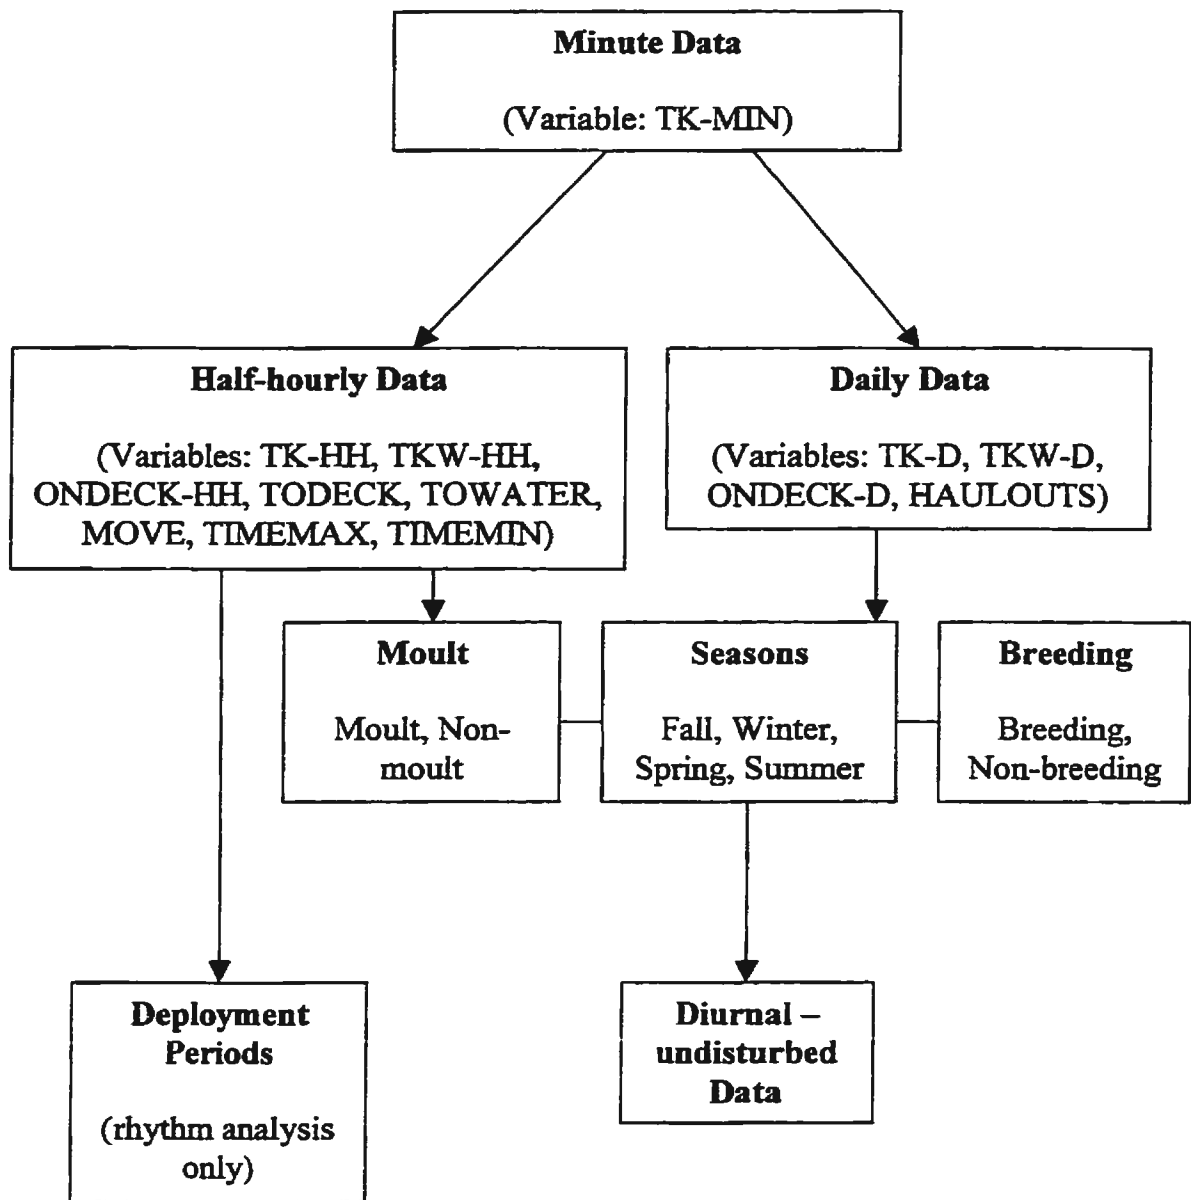 Minute Data
(Variable: TK-MIN)
Half-hourly Data
(Variables: TK-HH, TKW-HH,
ONDECK-HH, TODECK, TOWATER,
MOVE, TIMEMAX, TIMEMIN)
Daily Data
(Variables: TK-D, TKW-D,
ONDECK-D, HAULOUTS)
Moult
Moult, Non-
moult
Seasons
Fall, Winter,
Spring, Summer
Breeding
Breeding,
Non-breeding
Deployment
Periods
(rhythm analysis
only)
Diurnal –
undisturbed
Data